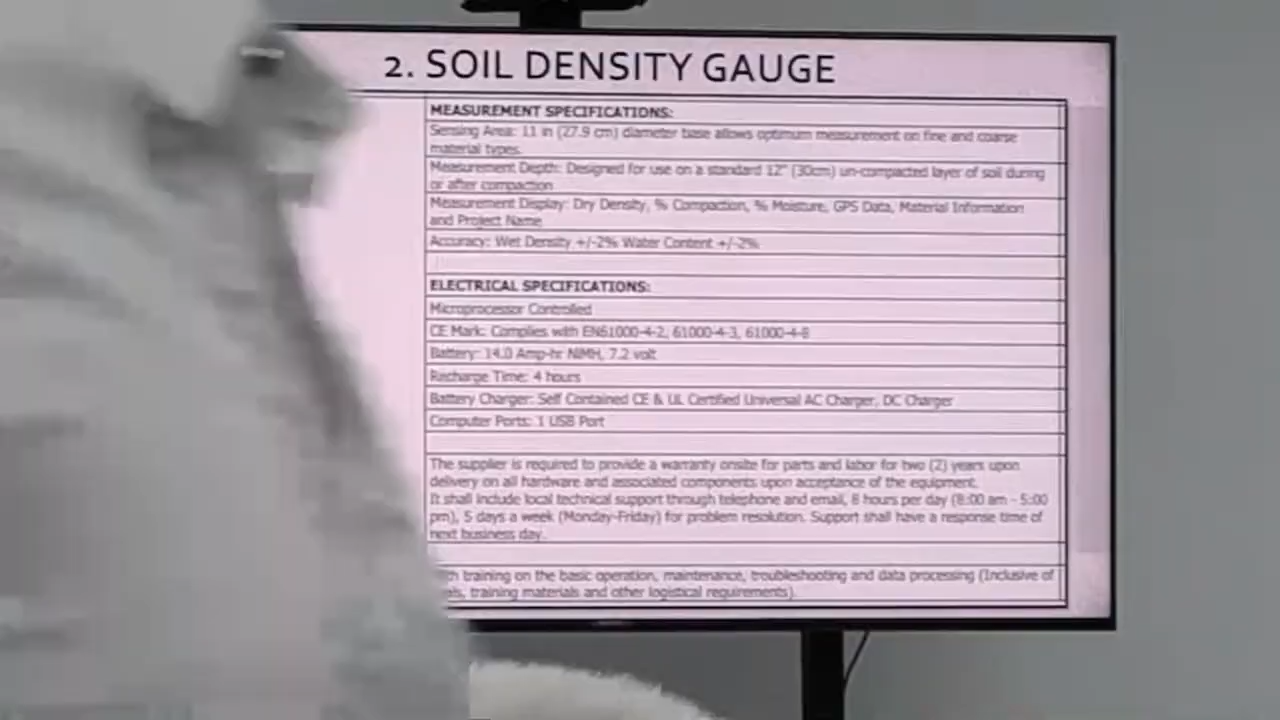 2. SOIL DENSITY GAUGE
MEASUREMENT SPECIFICATIONS:
Sensing Area: 11 in (27.9 cm) diameter base allows optimum measurement on fine and coarse
material types.
Measurement Depth: Designed for use on a standard 12" (30cm) un-compacted layer of soil during
or after compaction
Measurement Display: Dry Density, % Compaction, % Moisture, GPS Data, Material Information
and Project Name
Accuracy: Wet Density +/-2% Water Content +/-2%
ELECTRICAL SPECIFICATIONS:
Microprocessor Controlled
CE Mark: Complies with EN61000-4-2, 61000-4-3, 61000-4-8
Battery: 14.0 Amp-hr NiMH, 7.2 volt
Recharge Time: 4 hours
Battery Charger: Self Contained CE & UL Certified Universal AC Charger, DC Charger
Computer Ports: 1 USB Port
The supplier is required to provide a warranty onsite for parts and labor for two (2) years upon
delivery on all hardware and associated components upon acceptance of the equipment.
It shall include local technical support through telephone and email, 8 hours per day (8:00 am - 5:00
pm), 5 days a week (Monday-Friday) for problem resolution. Support shall have a response time of
next business day.
training on the basic operation, maintenance, troubleshooting and data processing (Inclusive of
training materials and other logistical requirements)